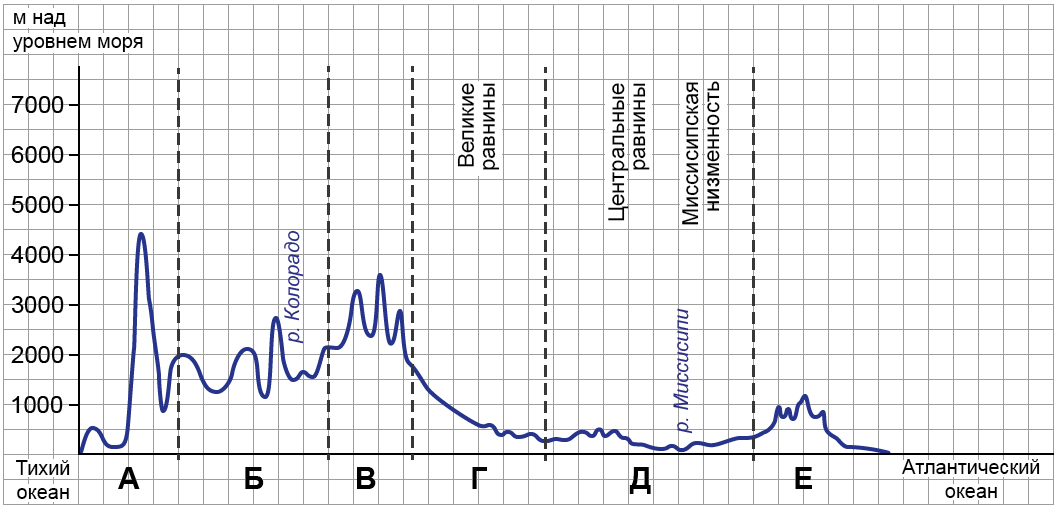 м над
уровнем моря
7000
6000
5000
4000
3000
2000
1000
Великие
равнины
Центральные
равнины
Миссисипская
низменность
р. Колорадо
р. Миссисипи
Тихий
океан
А
Б
В
Г
Д
Е
Атлантический
океан